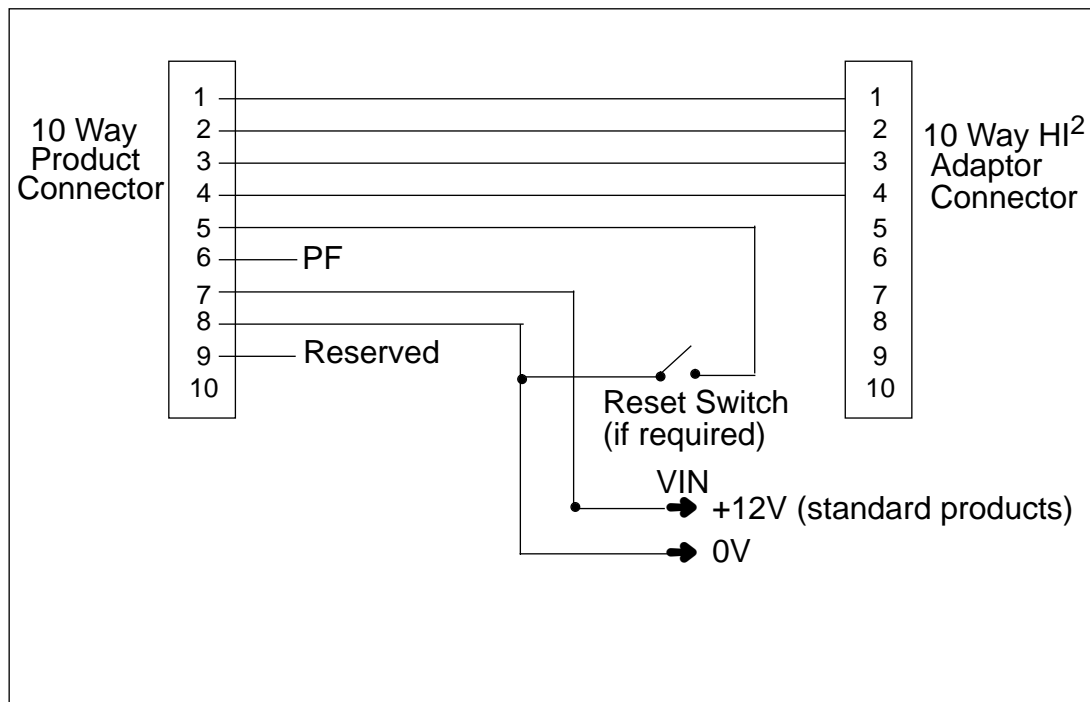 10 Way
Product
Connector
1
2
3
4
5
6
7
8
9
10
PF
Reserved
Reset Switch
(if required)
VIN
+12V (standard products)
0V
1
2
3
4
5
6
7
8
9
10
10 Way HI²
Adaptor
Connector